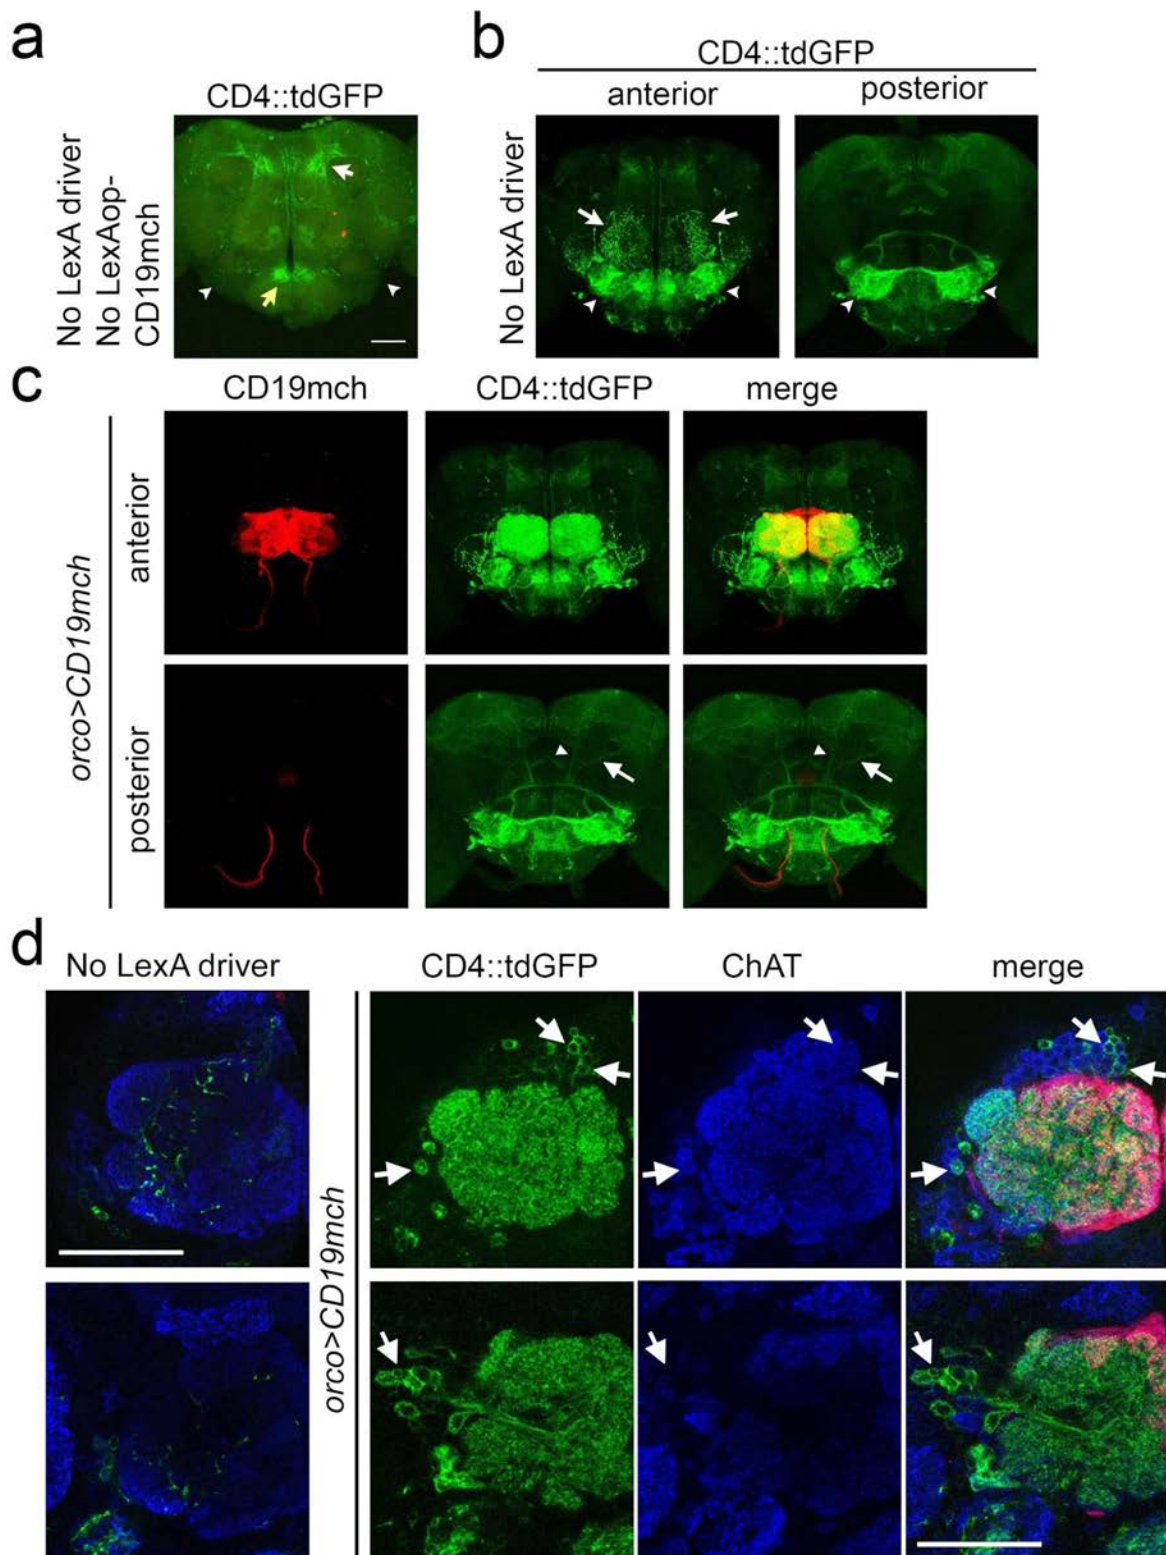 a
CD4::tdGFP
No LexA driver
No LexAop-
CD19mch
b
CD4::tdGFP
anterior
posterior
No LexA driver
c
CD19mch
CD4::tdGFP
merge
orco>CD19mch
anterior
posterior
d
No LexA driver
CD4::tdGFP
ChAT
merge
orco>CD19mch